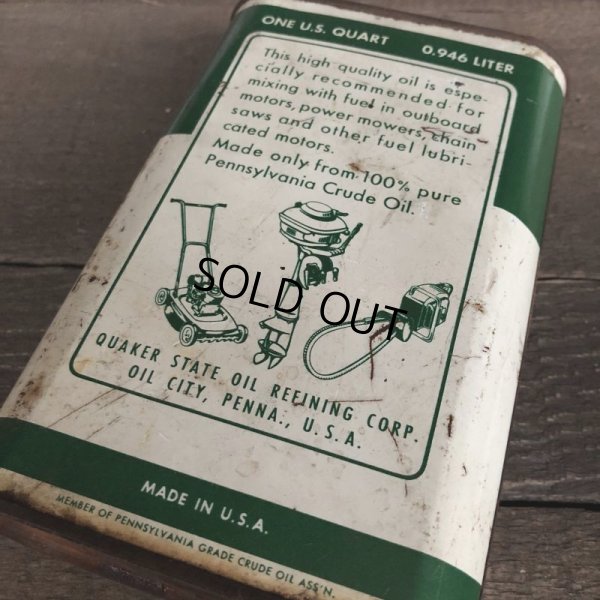 ONE U.S. QUART 0.946 LITER
This high quality oil is espe-
cially recommended for
mixing with fuel in outboard
motors, power mowers, chain
saws and other fuel lubri-
cated motors.
Made only from 100% pure
Pennsylvania Crude Oil.
SOLD OUT
QUAKER STATE OIL REFINING CORP.
OIL CITY, PENNA., U.S.A.
MADE IN U.S.A.
MEMBER OF PENNSYLVANIA GRADE CRUDE OIL ASS'N.